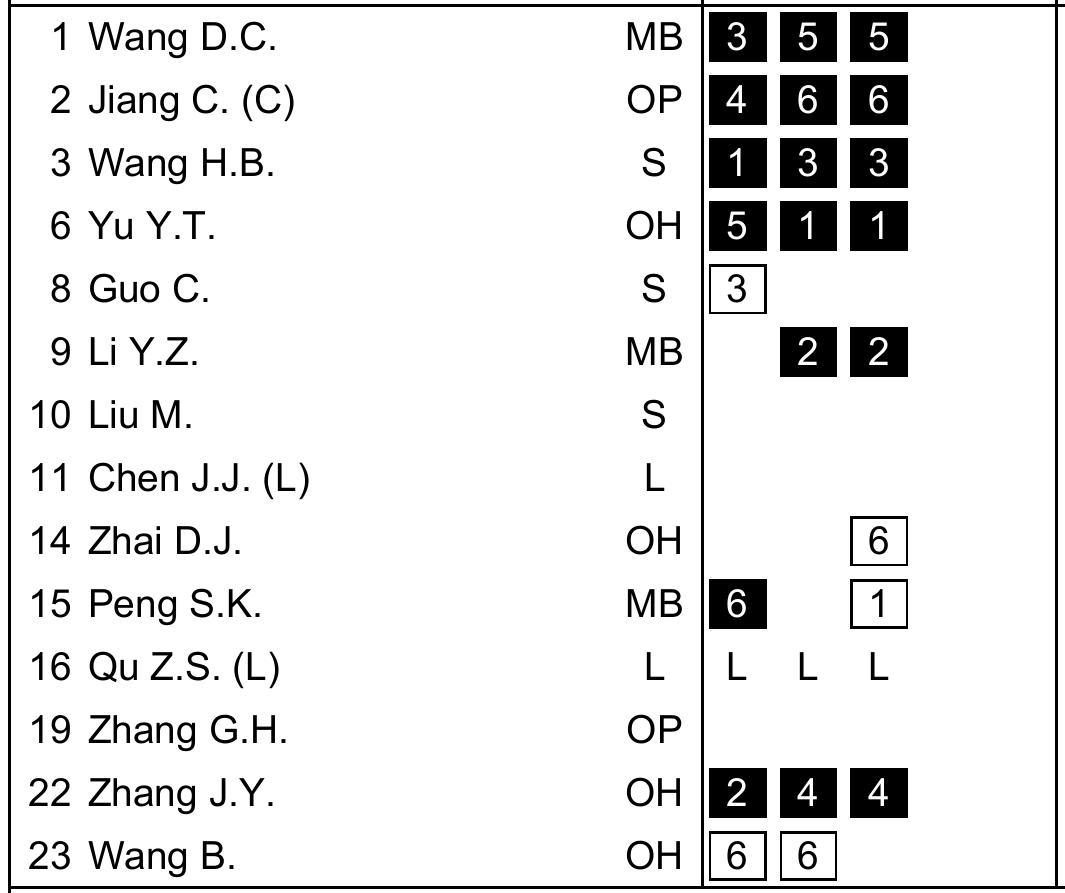 1 Wang D.C. MB 3 5 5
2 Jiang C. (C) OP 4 6 6
3 Wang H.B. S 1 3 3
6 Yu Y.T. OH 5 1 1
8 Guo C. S 3
9 Li Y.Z. MB 2 2
10 Liu M. S
11 Chen J.J. (L) L
14 Zhai D.J. OH 6
15 Peng S.K. MB 6 1
16 Qu Z.S. (L) L L L L
19 Zhang G.H. OP
22 Zhang J.Y. OH 2 4 4
23 Wang B. OH 6 6